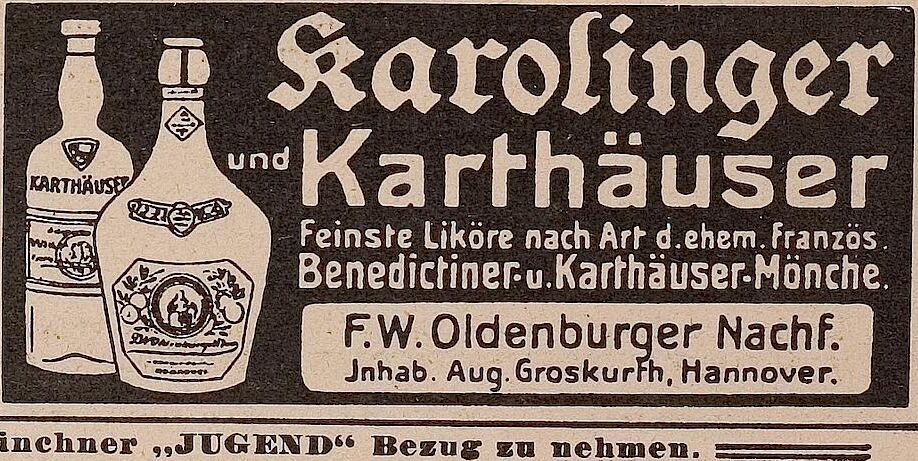 Karolinger
und Karthäuser
Feinste Liköre nach Art d. ehem. Französ.
Benedictiner- u. Karthäuser-Mönche.
F. W. Oldenburger Nachf.
Jnhab. Aug. Groskurth, Hannover.
KARTHÄUSER
ünchner „JUGEND“ Bezug zu nehmen.